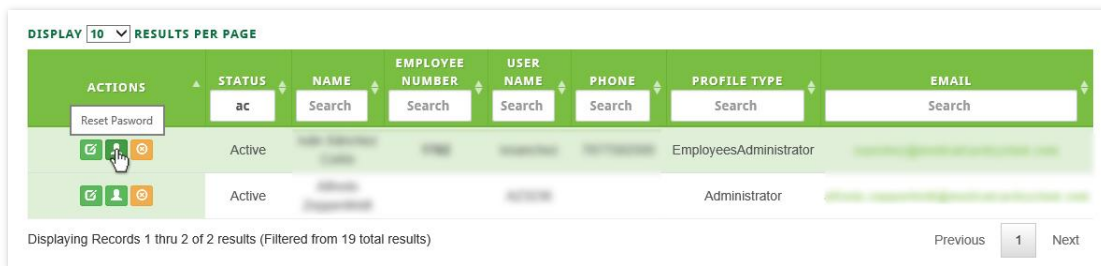 DISPLAY 10 RESULTS PER PAGE
ACTIONS STATUS NAME EMPLOYEE NUMBER USER NAME PHONE PROFILE TYPE EMAIL
ac Search Search Search Search Search Search
Reset Pasword
Active EmployeesAdministrator
Active Administrator
Displaying Records 1 thru 2 of 2 results (Filtered from 19 total results) Previous 1 Next